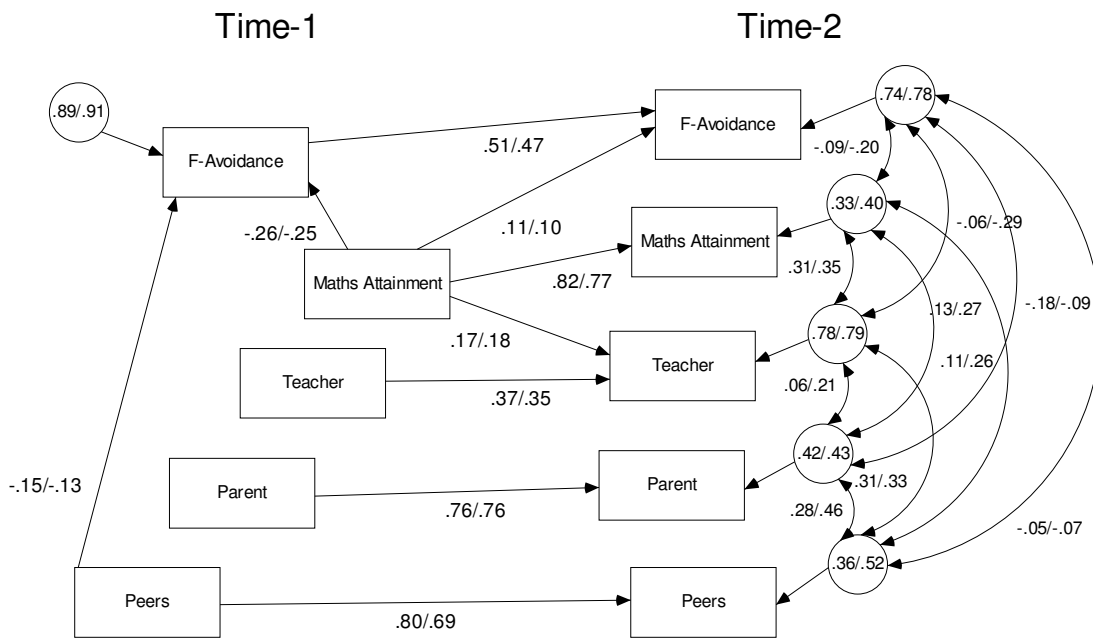 Time-1
Time-2
.89/.91
.74/.78
F-Avoidance
F-Avoidance
.51/.47
-.09/-.20
.33/.40
-.26/-.25
.11/.10
-.06/-.29
Maths Attainment
Maths Attainment
.82/.77
.31/.35
.13/.27
-.18/-.09
.17/.18
.78/.79
Teacher
Teacher
.37/.35
.06/.21
.11/.26
.42/.43
-.15/-.13
Parent
Parent
.76/.76
.31/.33
.28/.46
-.05/-.07
.36/.52
Peers
Peers
.80/.69